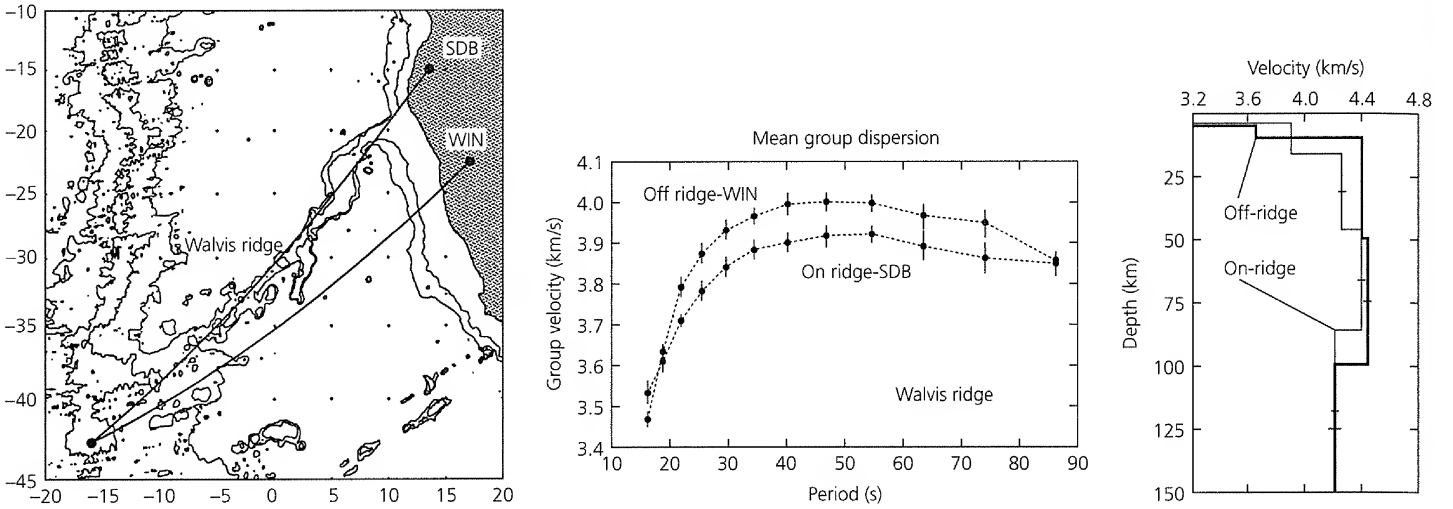 −10
−15
−20
−25
−30
−35
−40
−45
−20
−15
−10
−5
0
5
10
15
20
SDB
WIN
Walvis ridge
Mean group dispersion
Group velocity (km/s)
4.1
4.0
3.9
3.8
3.7
3.6
3.5
3.4
Off ridge-WIN
On ridge-SDB
Walvis ridge
10 20 30 40 50 60 70 80 90
Period (s)
Velocity (km/s)
3.2 3.6 4.0 4.4 4.8
Depth (km)
25
50
75
100
125
150
Off-ridge
On-ridge